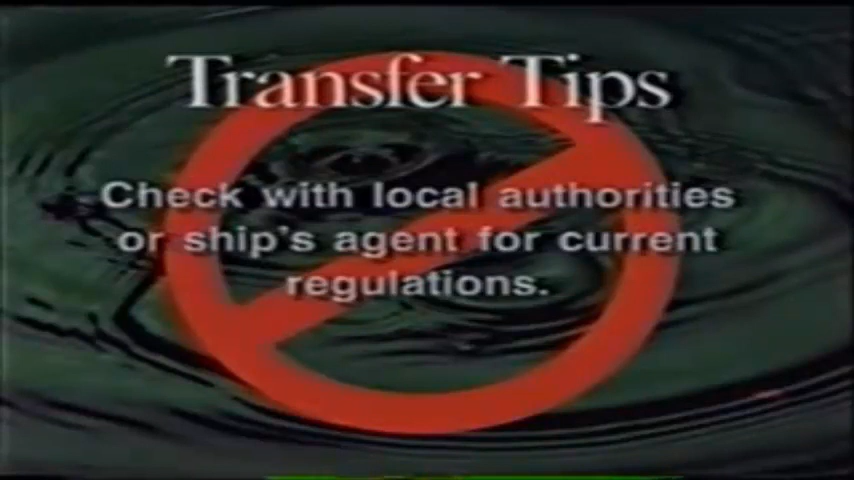 Transfer Tips
Check with local authorities
or ship's agent for current
regulations.